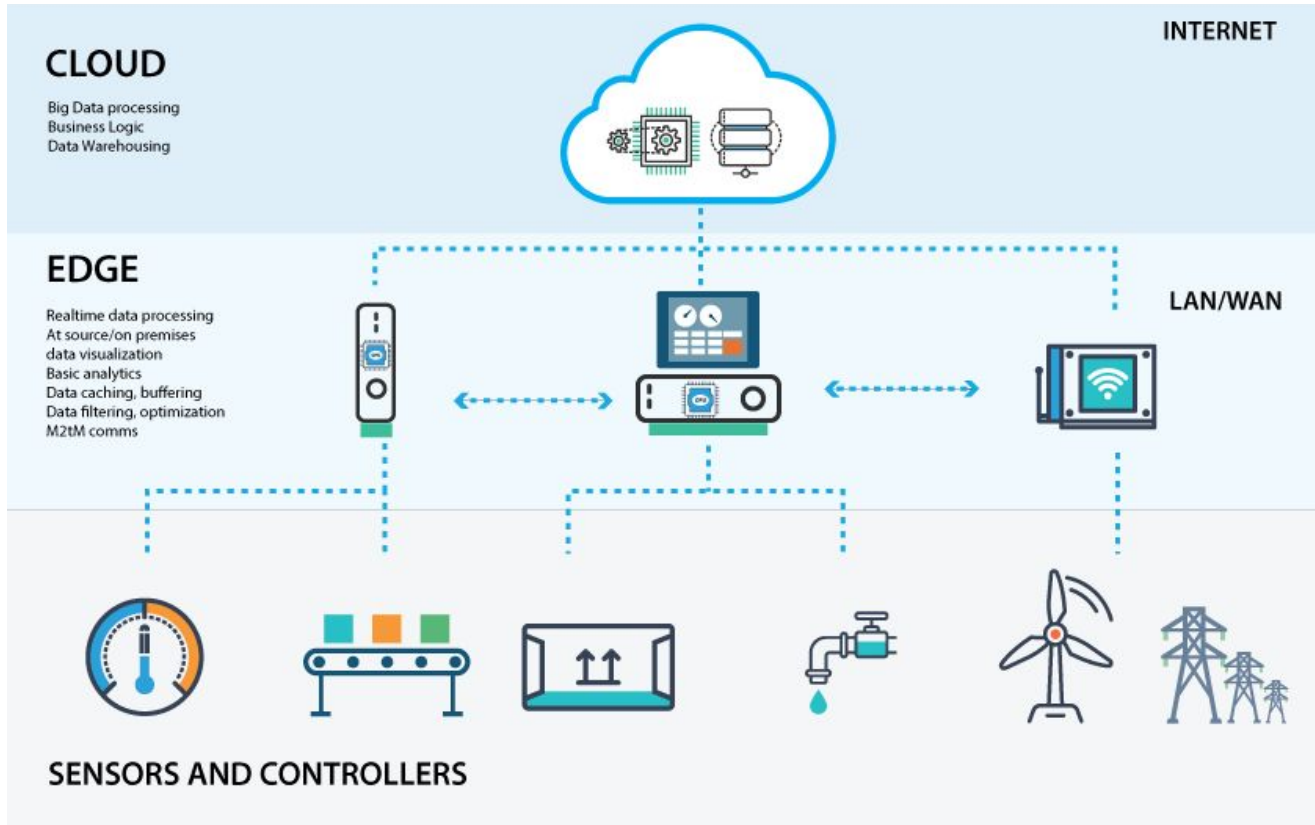 INTERNET
CLOUD
Big Data processing
Business Logic
Data Warehousing
EDGE
LAN/WAN
Realtime data processing
At source/on premises
data visualization
Basic analytics
Data caching, buffering
Data filtering, optimization
M2tM comms
CPU
SENSORS AND CONTROLLERS